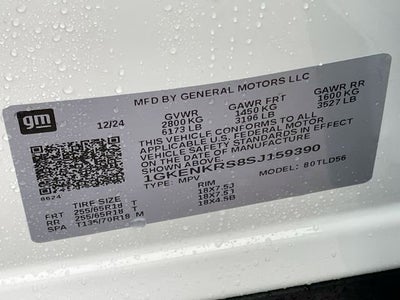 gm
MFD BY GENERAL MOTORS LLC
12/24
GVWR GAWR FRT GAWR RR
2800 KG 1450 KG 1600 KG
6173 LB 3196 LB 3527 LB
THIS VEHICLE CONFORMS TO ALL
APPLICABLE U.S. FEDERAL MOTOR
VEHICLE SAFETY STANDARDS IN
EFFECT ON THE DATE OF MANUFACTURE
SHOWN ABOVE.
1GKENKRS8SJ159390
TYPE: MPV MODEL: 80TLD56
8624
TIRE SIZE RIM
FRT 255/65R18 T 18X7.5J
RR 255/65R18 T 18X7.5J
SPA T135/70R18 M 18X4.5B